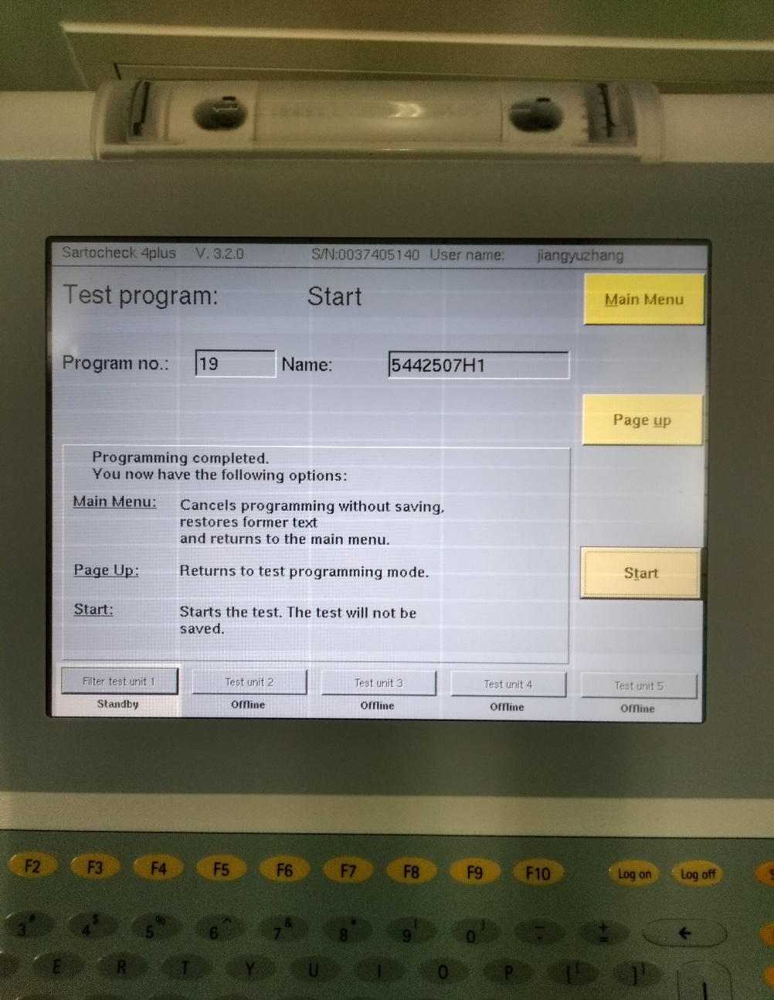 Sartocheck 4plus V. 3.2.0 S/N:0037405140 User name: jiangyuzhang
Test program: Start
Main Menu
Program no.: 19 Name: 5442507H1
Page up
Programming completed.
You now have the following options:
Main Menu: Cancels programming without saving,
restores former text
and returns to the main menu.
Page Up: Returns to test programming mode.
Start: Starts the test. The test will not be
saved.
Start
Filter test unit 1 Test unit 2 Test unit 3 Test unit 4 Test unit 5
Standby Offline Offline Offline Offline
F2 F3 F4 F5 F6 F7 F8 F9 F10 Log on Log off
3 # 4 $ 5 % 6 ^ 7 & 8 * 9 ( 0 ) - + = ←
E R T Y U I O P [ { ] }